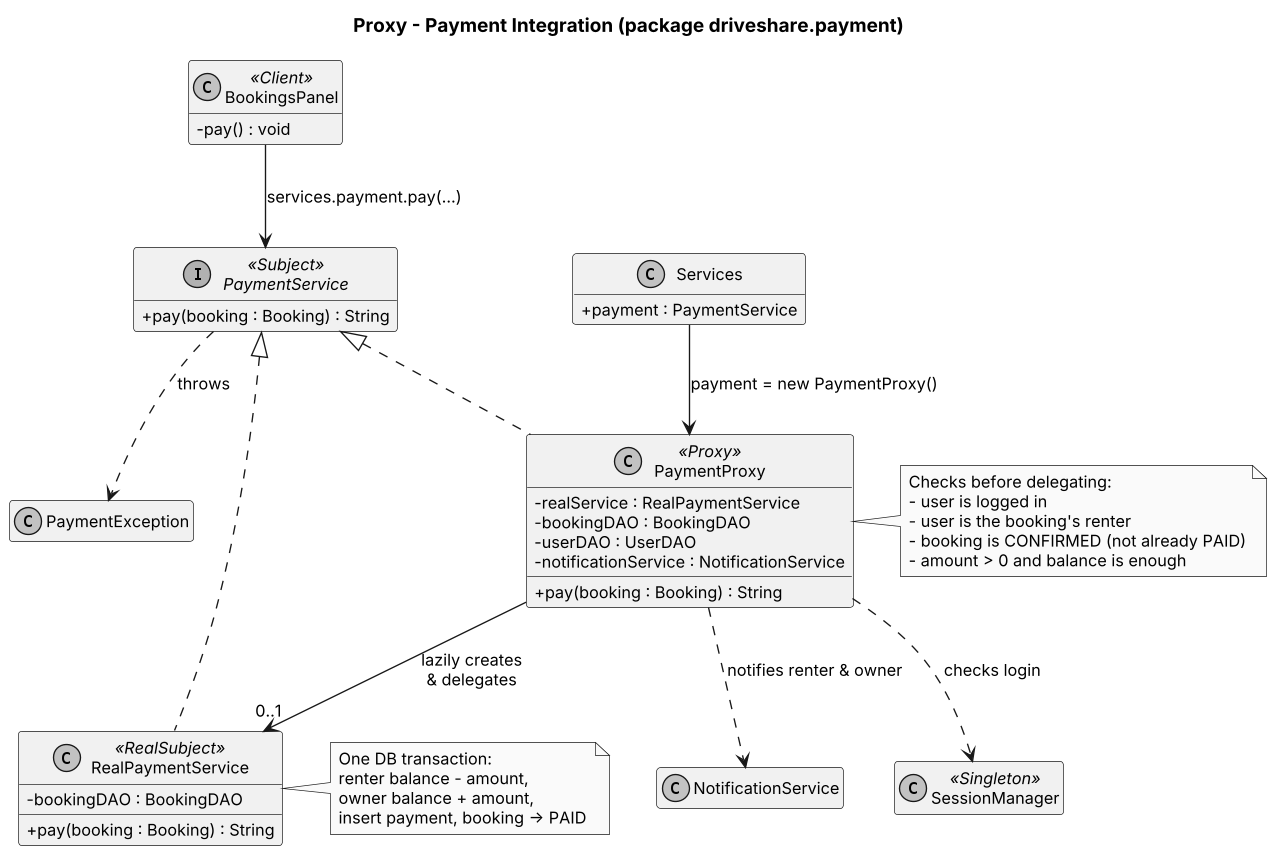 Proxy - Payment Integration (package driveshare.payment)
C
«Client»
BookingsPanel
-pay() : void
services.payment.pay(...)
I
«Subject»
PaymentService
+pay(booking : Booking) : String
C
Services
+payment : PaymentService
throws
payment = new PaymentProxy()
C
PaymentException
C
«Proxy»
PaymentProxy
-realService : RealPaymentService
-bookingDAO : BookingDAO
-userDAO : UserDAO
-notificationService : NotificationService
+pay(booking : Booking) : String
Checks before delegating:
- user is logged in
- user is the booking's renter
- booking is CONFIRMED (not already PAID)
- amount > 0 and balance is enough
lazily creates
& delegates
0..1
notifies renter & owner
checks login
C
«RealSubject»
RealPaymentService
-bookingDAO : BookingDAO
+pay(booking : Booking) : String
One DB transaction:
renter balance - amount,
owner balance + amount,
insert payment, booking → PAID
C
NotificationService
C
«Singleton»
SessionManager